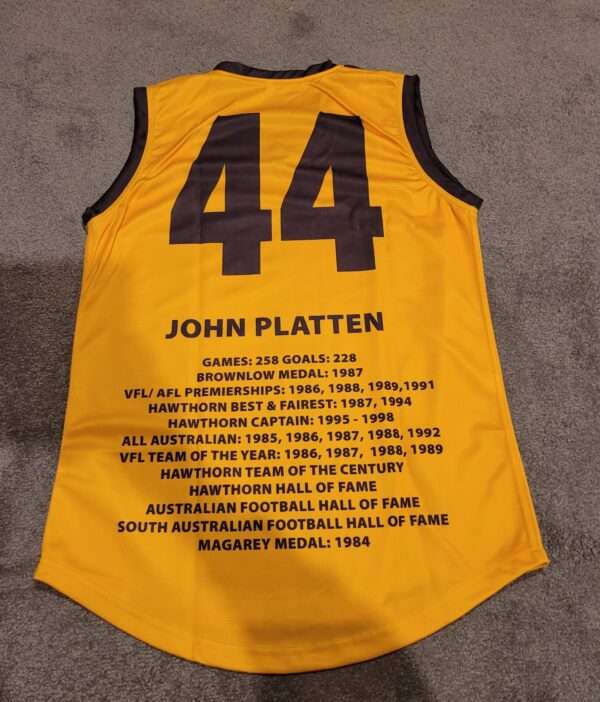 44
JOHN PLATTEN
GAMES: 258 GOALS: 228
BROWNLOW MEDAL: 1987
VFL/ AFL PREMIERSHIPS: 1986, 1988, 1989,1991
HAWTHORN BEST & FAIREST: 1987, 1994
HAWTHORN CAPTAIN: 1995 - 1998
ALL AUSTRALIAN: 1985, 1986, 1987, 1988, 1992
VFL TEAM OF THE YEAR: 1986, 1987, 1988, 1989
HAWTHORN TEAM OF THE CENTURY
HAWTHORN HALL OF FAME
AUSTRALIAN FOOTBALL HALL OF FAME
SOUTH AUSTRALIAN FOOTBALL HALL OF FAME
MAGAREY MEDAL: 1984